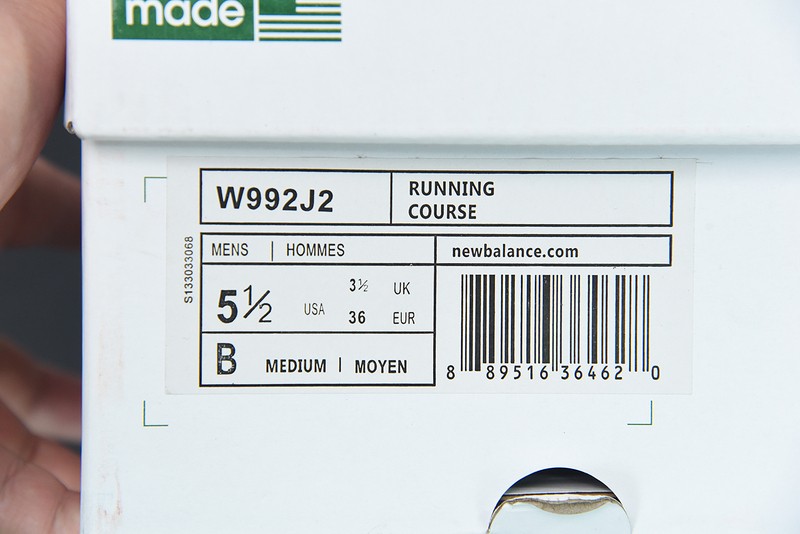 made
W992J2
RUNNING
COURSE
MENS | HOMMES
newbalance.com
S133033068
5½ USA
3½ UK
36 EUR
B MEDIUM | MOYEN
8 89516 36462 0